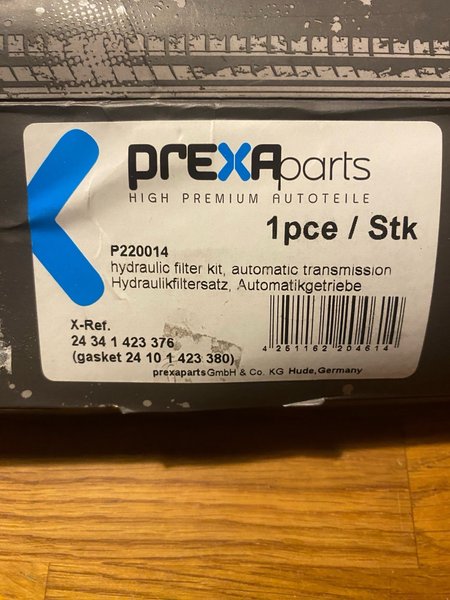 prexaparts
HIGH PREMIUM AUTOTEILE
1pce / Stk
P220014
hydraulic filter kit, automatic transmission
Hydraulikfiltersatz, Automatikgetriebe
X-Ref.
24 34 1 423 376
(gasket 24 10 1 423 380)
4 251162 204614
prexaparts GmbH & Co. KG Hude, Germany